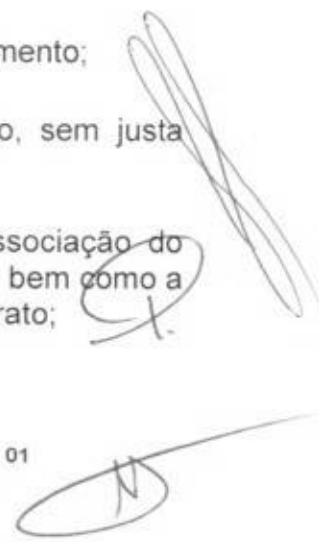 mento;
o, sem justa
ssociação do
bem como a
rato;
01